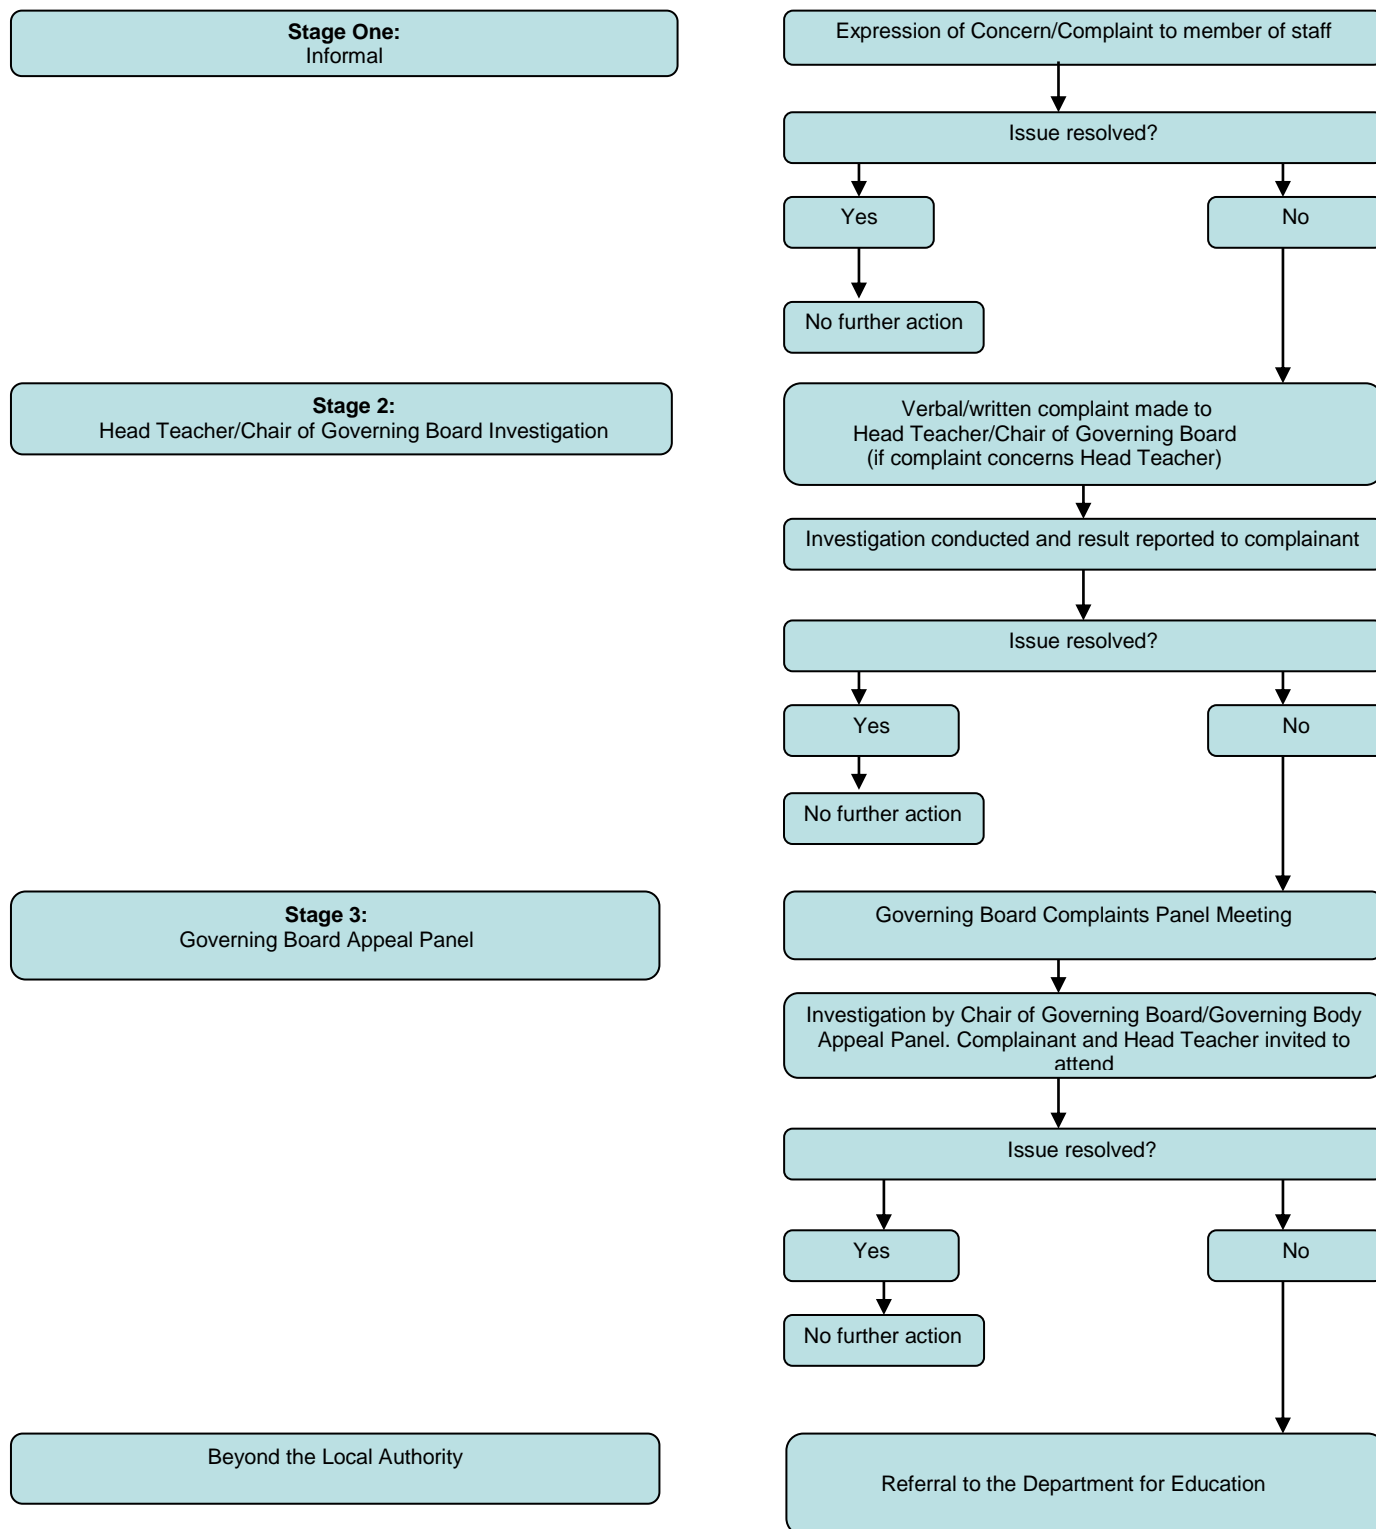 Stage One:
Informal
Expression of Concern/Complaint to member of staff
Issue resolved?
Yes
No
No further action
Stage 2:
Head Teacher/Chair of Governing Board Investigation
Verbal/written complaint made to
Head Teacher/Chair of Governing Board
(if complaint concerns Head Teacher)
Investigation conducted and result reported to complainant
Issue resolved?
Yes
No
No further action
Stage 3:
Governing Board Appeal Panel
Governing Board Complaints Panel Meeting
Investigation by Chair of Governing Board/Governing Body
Appeal Panel. Complainant and Head Teacher invited to
attend
Issue resolved?
Yes
No
No further action
Beyond the Local Authority
Referral to the Department for Education